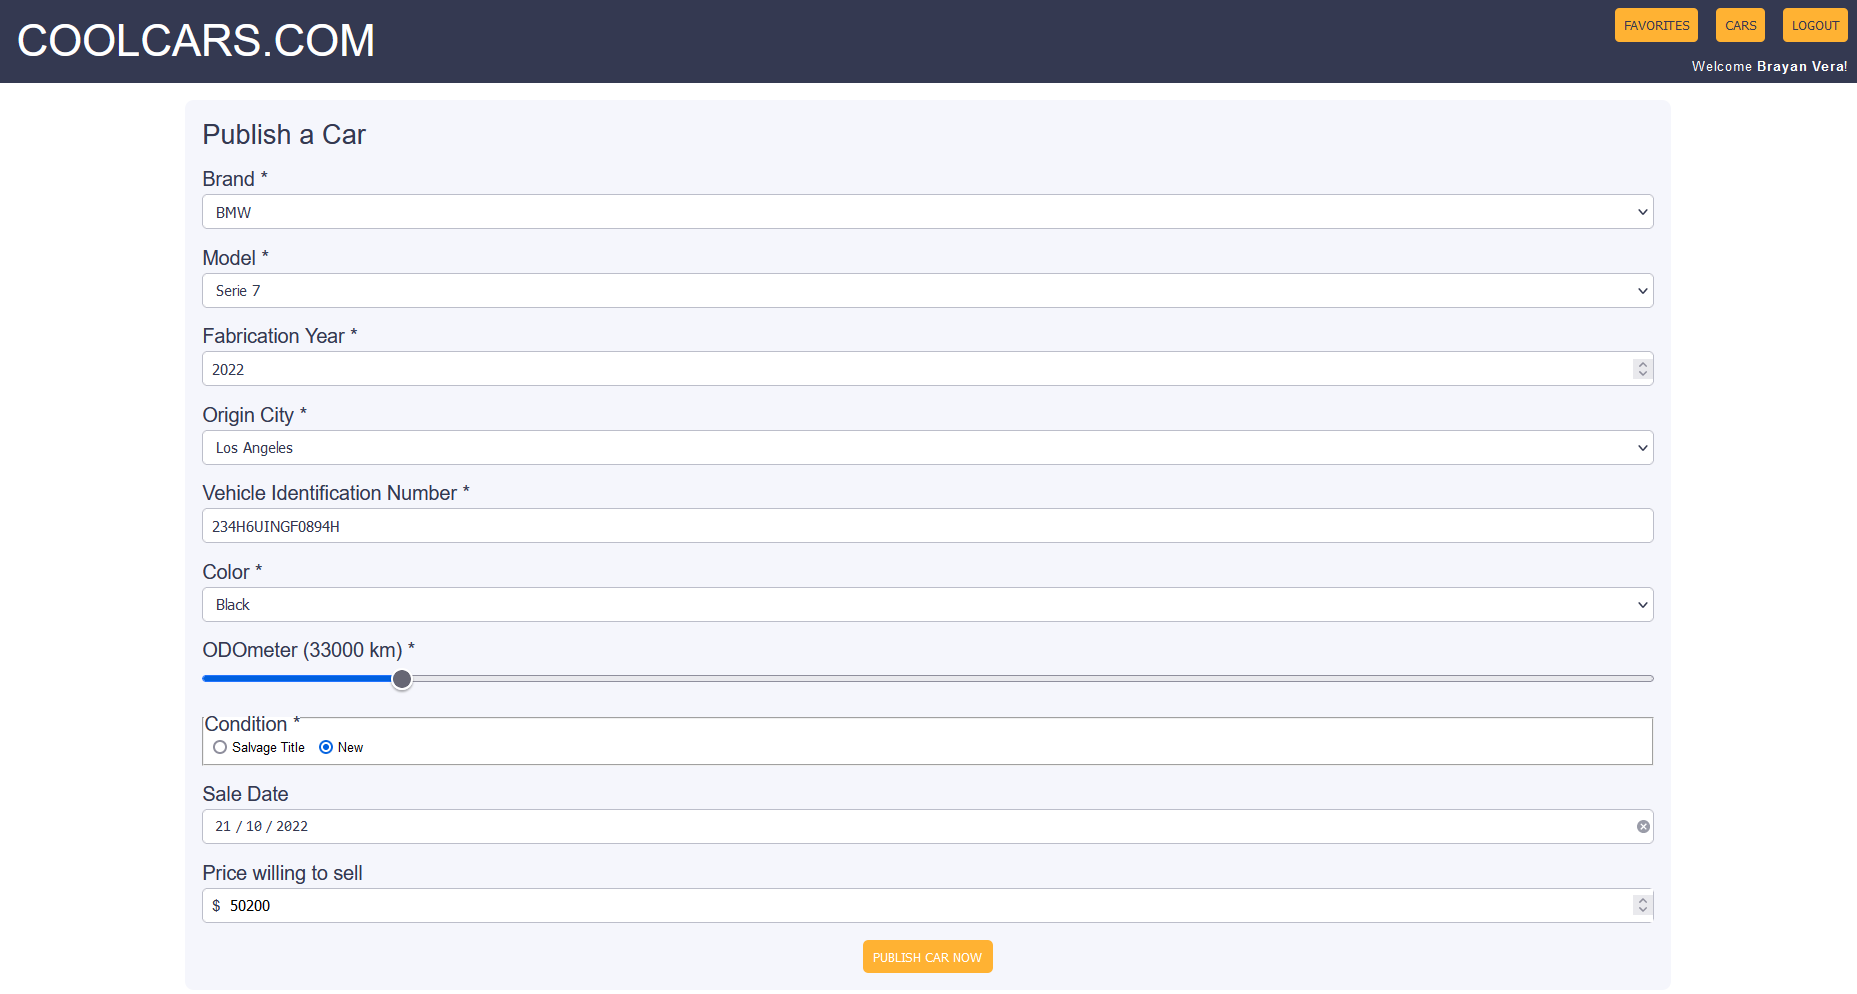 COOLCARS.COM
FAVORITES CARS LOGOUT
Welcome Brayan Vera!
Publish a Car
Brand *
BMW
Model *
Serie 7
Fabrication Year *
2022
Origin City *
Los Angeles
Vehicle Identification Number *
234H6UINGF0894H
Color *
Black
ODOmeter (33000 km) *
Condition *
Salvage Title New
Sale Date
21 / 10 / 2022
Price willing to sell
$ 50200
PUBLISH CAR NOW